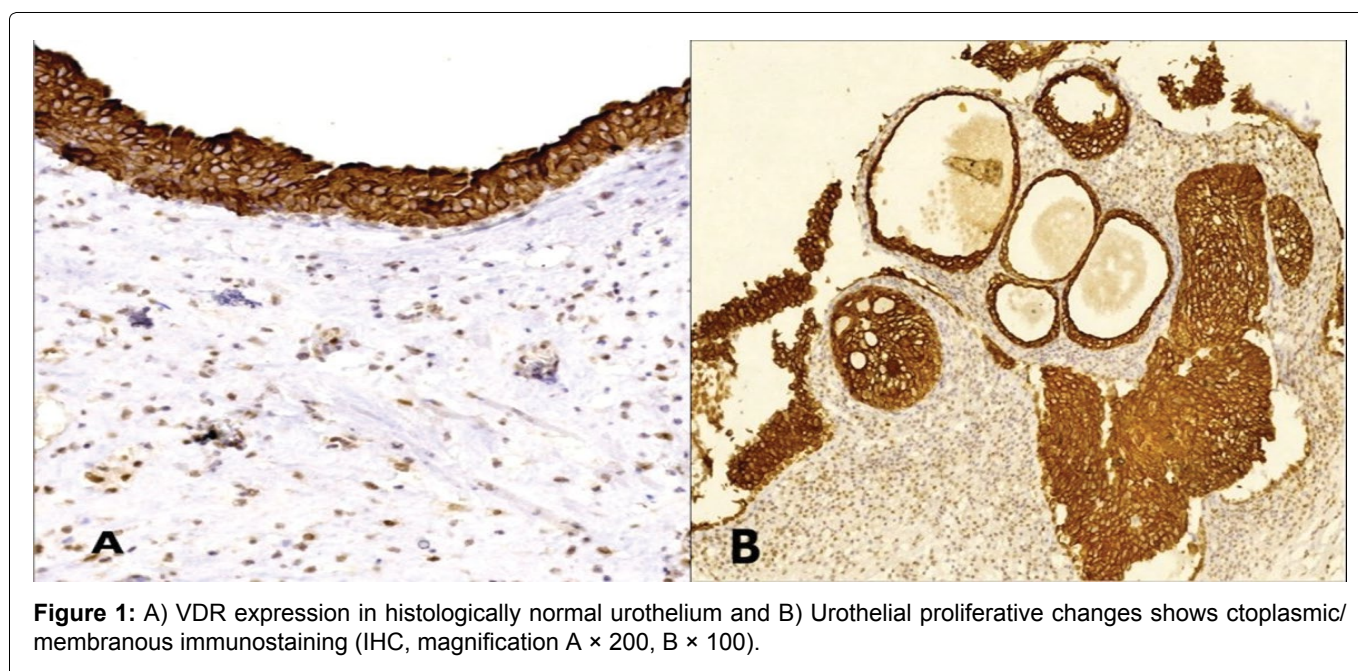 A
B
Figure 1: A) VDR expression in histologically normal urothelium and B) Urothelial proliferative changes shows ctoplasmic/
membranous immunostaining (IHC, magnification A × 200, B × 100).